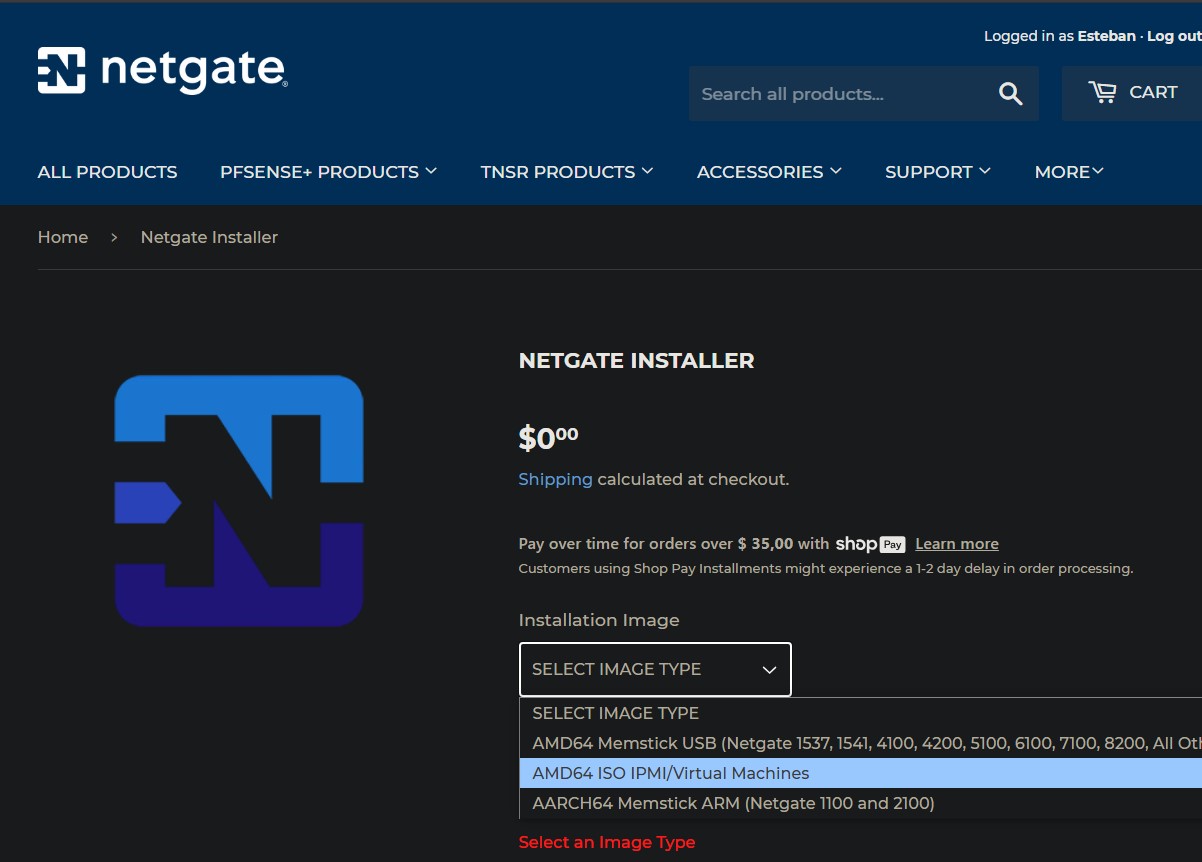 Logged in as Esteban · Log out
netgate®
Search all products...
CART
ALL PRODUCTS PFSENSE+ PRODUCTS TNSR PRODUCTS ACCESSORIES SUPPORT MORE
Home > Netgate Installer
NETGATE INSTALLER
$0⁰⁰
Shipping calculated at checkout.
Pay over time for orders over $ 35,00 with shop Pay Learn more
Customers using Shop Pay Installments might experience a 1-2 day delay in order processing.
Installation Image
SELECT IMAGE TYPE
SELECT IMAGE TYPE
AMD64 Memstick USB (Netgate 1537, 1541, 4100, 4200, 5100, 6100, 7100, 8200, All
AMD64 ISO IPMI/Virtual Machines
AARCH64 Memstick ARM (Netgate 1100 and 2100)
Select an Image Type